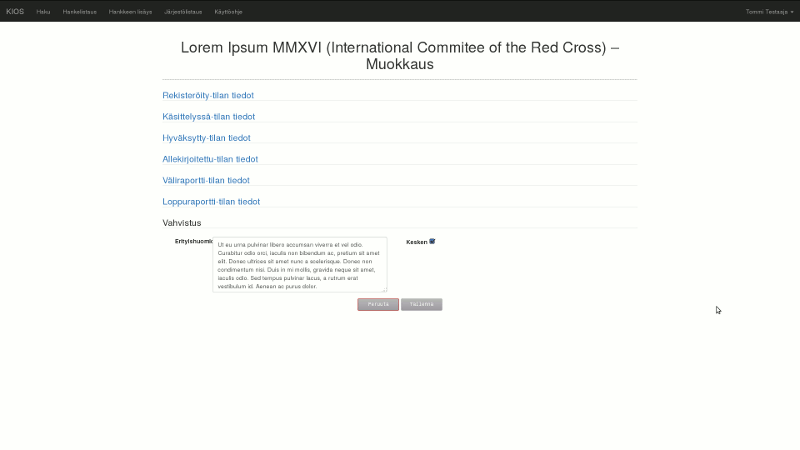 KIOS Haku Hankelistaus Hankkeen lisäys Järjestölistaus Käyttöohje Tommi Testaaja
Lorem Ipsum MMXVI (International Commitee of the Red Cross) –
Muokkaus
Rekisteröity-tilan tiedot
Käsittelyssä-tilan tiedot
Hyväksytty-tilan tiedot
Allekirjoitettu-tilan tiedot
Väliraportti-tilan tiedot
Loppuraportti-tilan tiedot
Vahvistus
Erityishuomi Kesken
Ut eu urna pulvinar libero accumsan viverra et vel odio.
Curabitur odio orci, iaculis non bibendum ac, pretium sit amet
elit. Donec ultrices sit amet nunc a scelerisque. Donec non
condimentum nisi. Duis in mi mollis, gravida neque sit amet,
iaculis odio. Sed tempus pulvinar lacus, a rutrum erat
vestibulum id. Aenean ac purus dolor.
Peruuta Tallenna